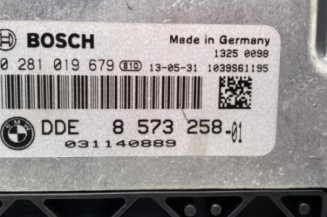 BOSCH
Made in Germany
1325 0098
0 281 019 679 810 13-05-31 1039S61195
DDE 8 573 258-01
031140889